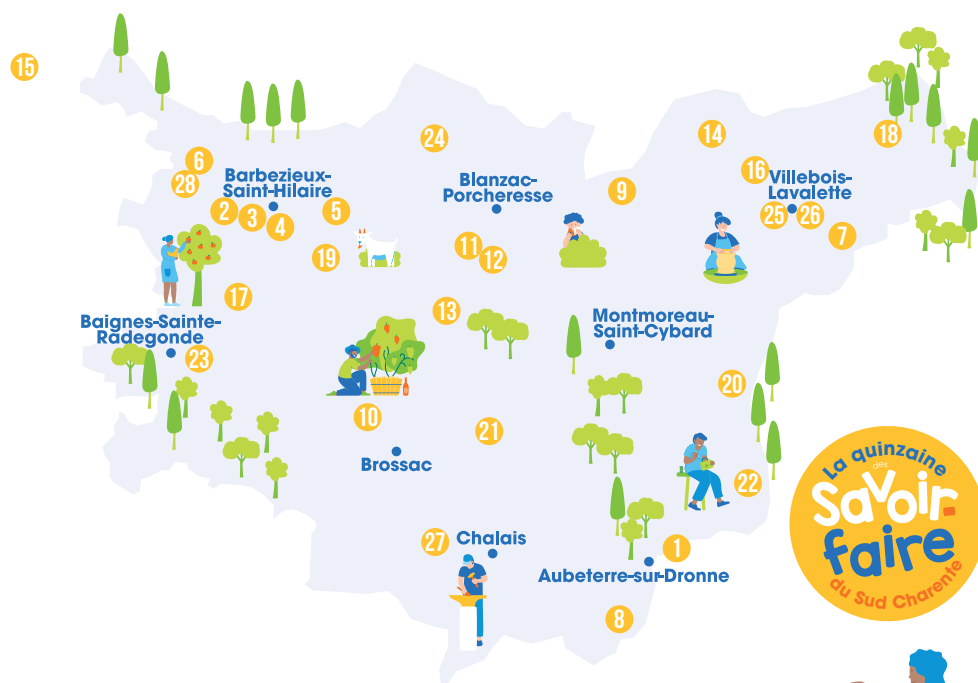 15
24
14
18
6
28
Barbezieux-
Saint-Hilaire
Blanzac-
Porcheresse
9
16
Villebois-
Lavalette
2
3
4
5
25
26
7
11
12
19
17
13
Baignes-Sainte-
Radegonde
23
Montmoreau-
Saint-Cybard
20
10
21
Brossac
22
27
Chalais
1
Aubeterre-sur-Dronne
8
La quinzaine
des
Savoir-
faire
du Sud Charente